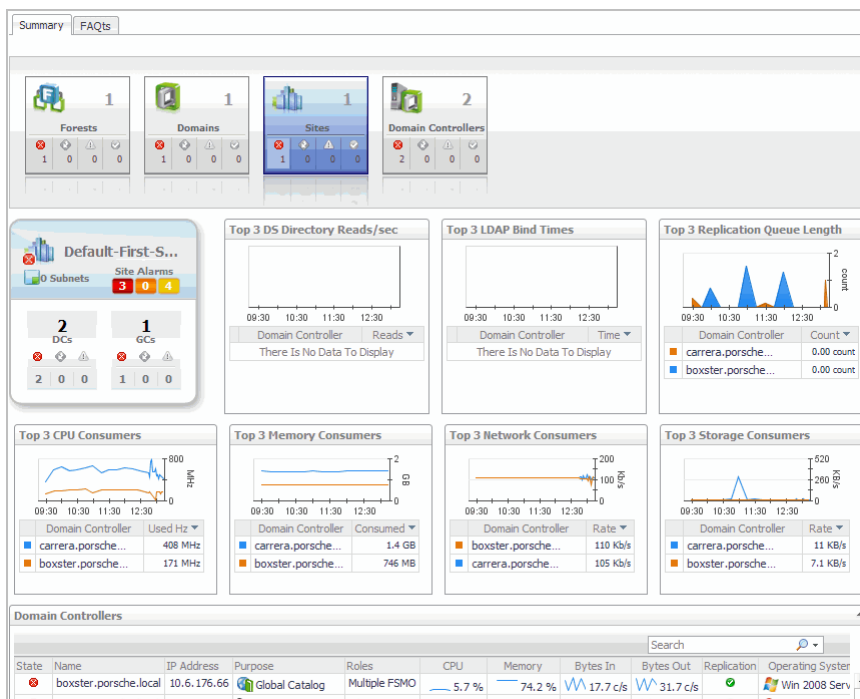 Summary FAQts
1 1 1 2
Forests Domains Sites Domain Controllers
1 0 0 0 1 0 0 0 1 0 0 0 2 0 0 0
Default-First-S...
0 Subnets
Site Alarms
3 0 4
2 1
DCs GCs
2 0 0 1 0 0
Top 3 DS Directory Reads/sec
09:30 10:30 11:30 12:30
Domain Controller Reads
There Is No Data To Display
Top 3 LDAP Bind Times
09:30 10:30 11:30 12:30
Domain Controller Time
There Is No Data To Display
Top 3 Replication Queue Length
2
count
0
09:30 10:30 11:30 12:30
Domain Controller Count
carrera.porsche... 0.00 count
boxster.porsche... 0.00 count
Top 3 CPU Consumers
800
MHz
0
09:30 10:30 11:30 12:30
Domain Controller Used Hz
carrera.porsche... 408 MHz
boxster.porsche... 171 MHz
Top 3 Memory Consumers
2
GB
0
09:30 10:30 11:30 12:30
Domain Controller Consumed
carrera.porsche... 1.4 GB
boxster.porsche... 746 MB
Top 3 Network Consumers
200
100
Kb/s
0
09:30 10:30 11:30 12:30
Domain Controller Rate
boxster.porsche... 110 Kb/s
carrera.porsche... 105 Kb/s
Top 3 Storage Consumers
520
260
KB/s
0
09:30 10:30 11:30 12:30
Domain Controller Rate
carrera.porsche... 11 KB/s
boxster.porsche... 7.1 KB/s
Domain Controllers
Search
State Name IP Address Purpose Roles CPU Memory Bytes In Bytes Out Replication Operating System
boxster.porsche.local 10.6.176.66 Global Catalog Multiple FSMO 5.7 % 74.2 % 17.7 c/s 31.7 c/s Win 2008 Serv